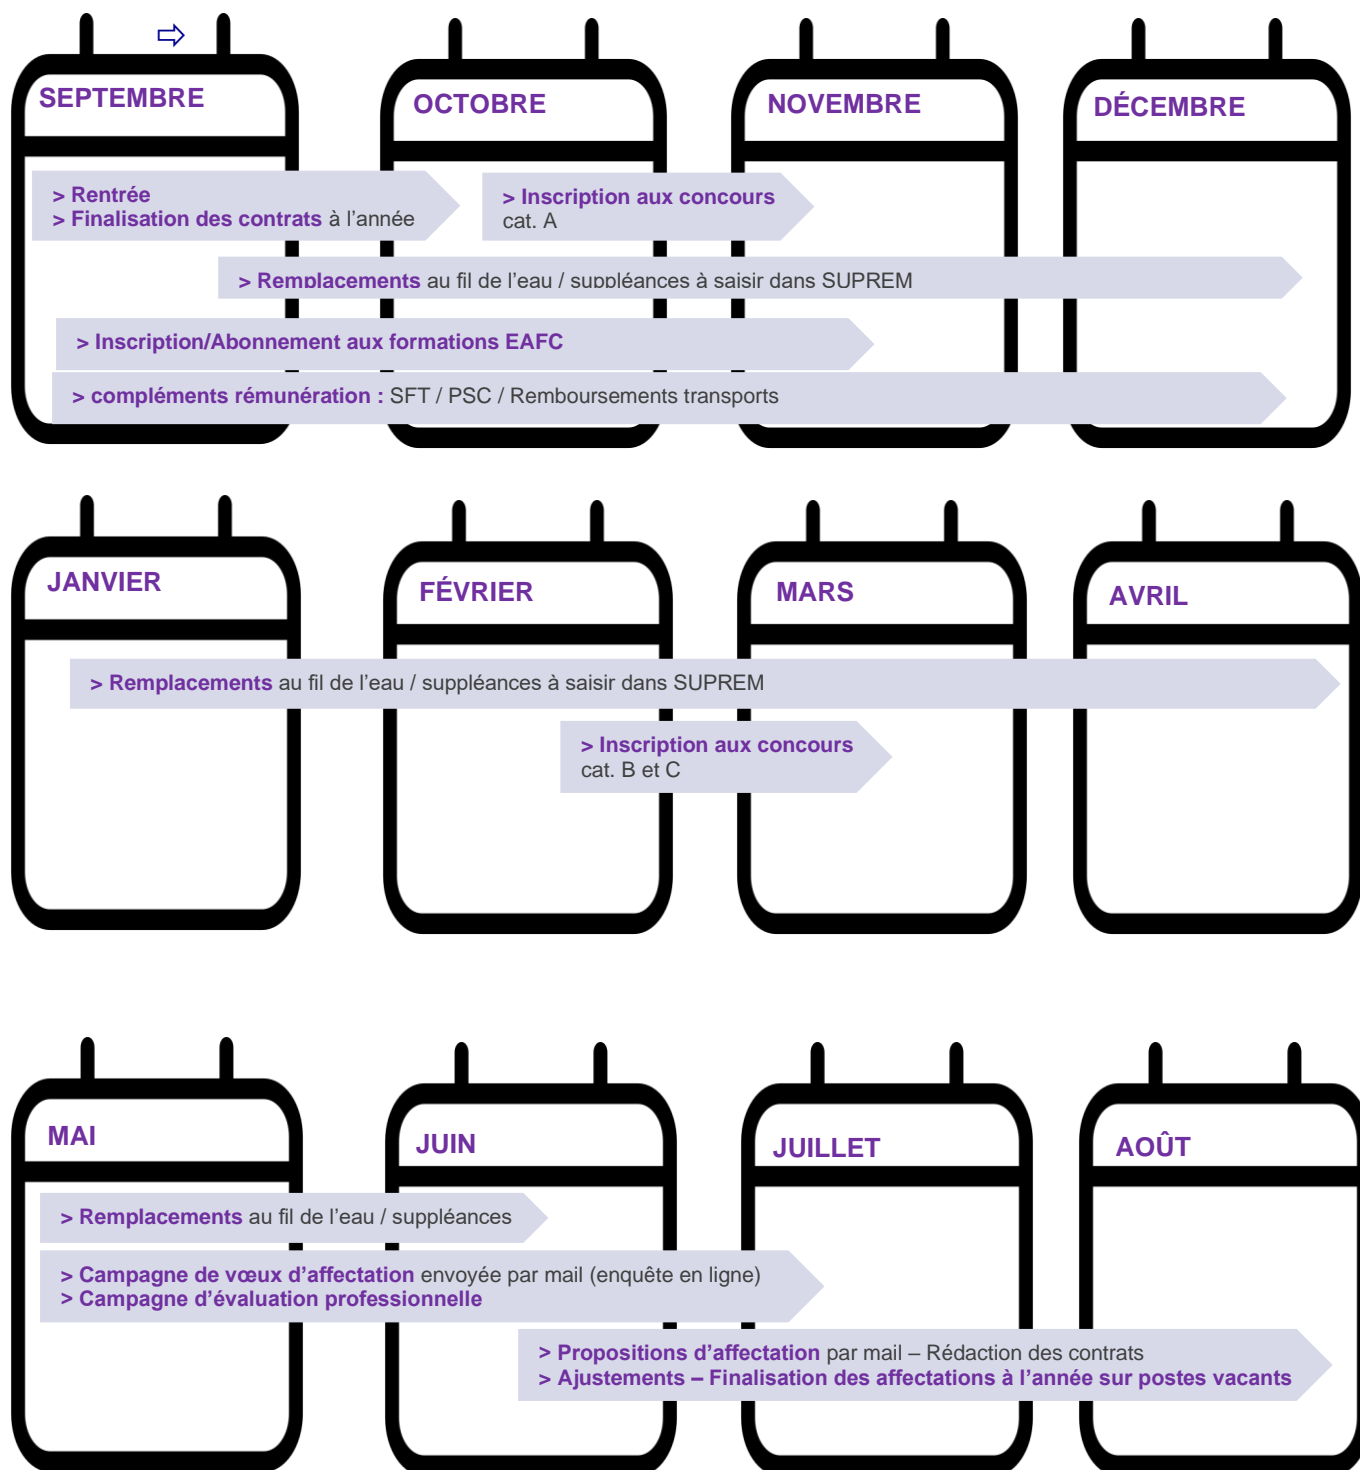 ⇨
SEPTEMBRE
OCTOBRE
NOVEMBRE
DÉCEMBRE
> Rentrée
> Finalisation des contrats à l’année
> Inscription aux concours
cat. A
> Remplacements au fil de l’eau / suppléances à saisir dans SUPREM
> Inscription/Abonnement aux formations EAFC
> compléments rémunération : SFT / PSC / Remboursements transports
JANVIER
FÉVRIER
MARS
AVRIL
> Remplacements au fil de l’eau / suppléances à saisir dans SUPREM
> Inscription aux concours
cat. B et C
MAI
JUIN
JUILLET
AOÛT
> Remplacements au fil de l’eau / suppléances
> Campagne de vœux d’affectation envoyée par mail (enquête en ligne)
> Campagne d’évaluation professionnelle
> Propositions d’affectation par mail – Rédaction des contrats
> Ajustements – Finalisation des affectations à l’année sur postes vacants